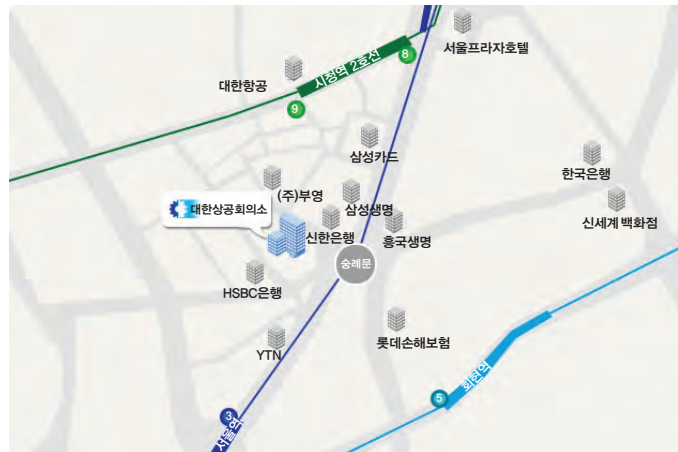 서울프라자호텔
8
시청역 2호선
대한항공
9
삼성카드
한국은행
(주)부영
삼성생명
신세계 백화점
대한상공회의소
신한은행
흥국생명
숭례문
HSBC은행
롯데손해보험
YTN
회현역
5
3
서울역